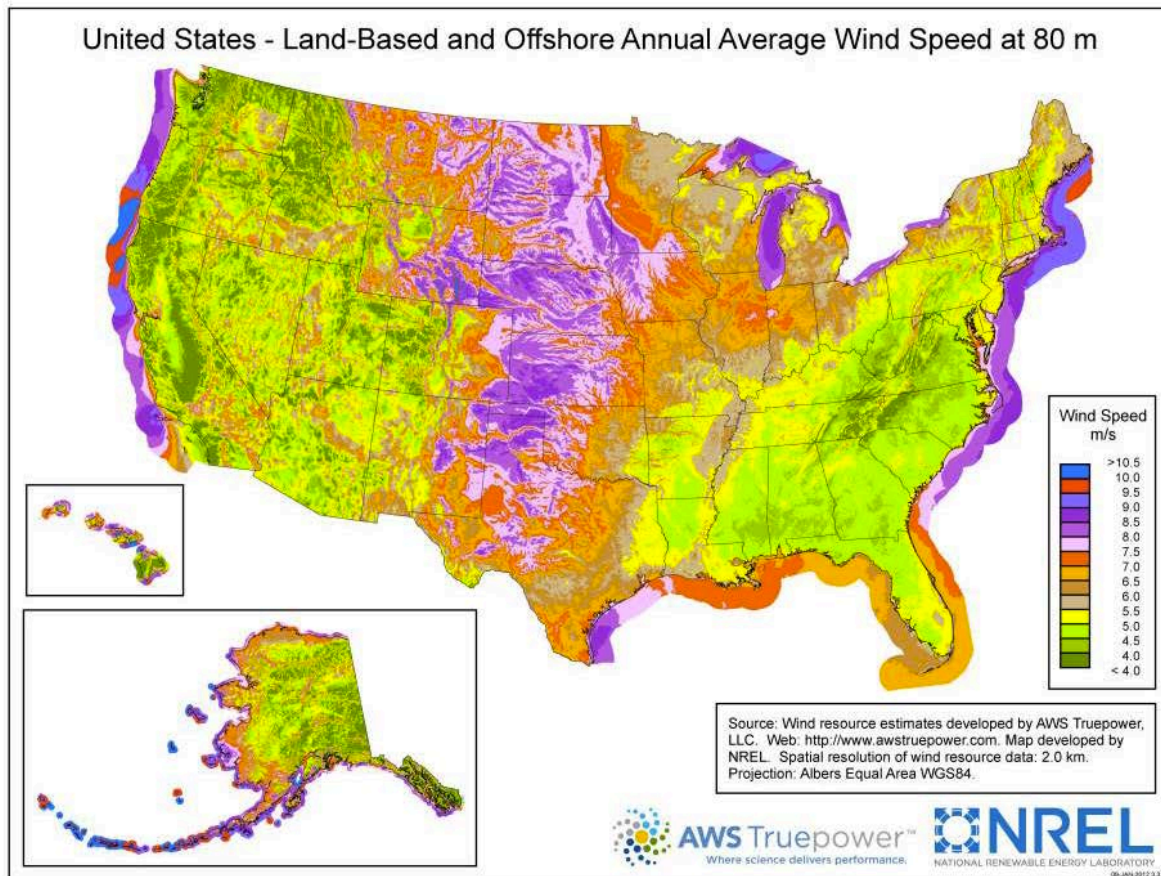 United States - Land-Based and Offshore Annual Average Wind Speed at 80 m
Wind Speed
m/s
>10.5
10.0
9.5
9.0
8.5
8.0
7.5
7.0
6.5
6.0
5.5
5.0
4.5
4.0
< 4.0
Source: Wind resource estimates developed by AWS Truepower,
LLC. Web: http://www.awstruepower.com. Map developed by
NREL. Spatial resolution of wind resource data: 2.0 km.
Projection: Albers Equal Area WGS84.
AWS Truepower™
Where science delivers performance.
NREL
NATIONAL RENEWABLE ENERGY LABORATORY